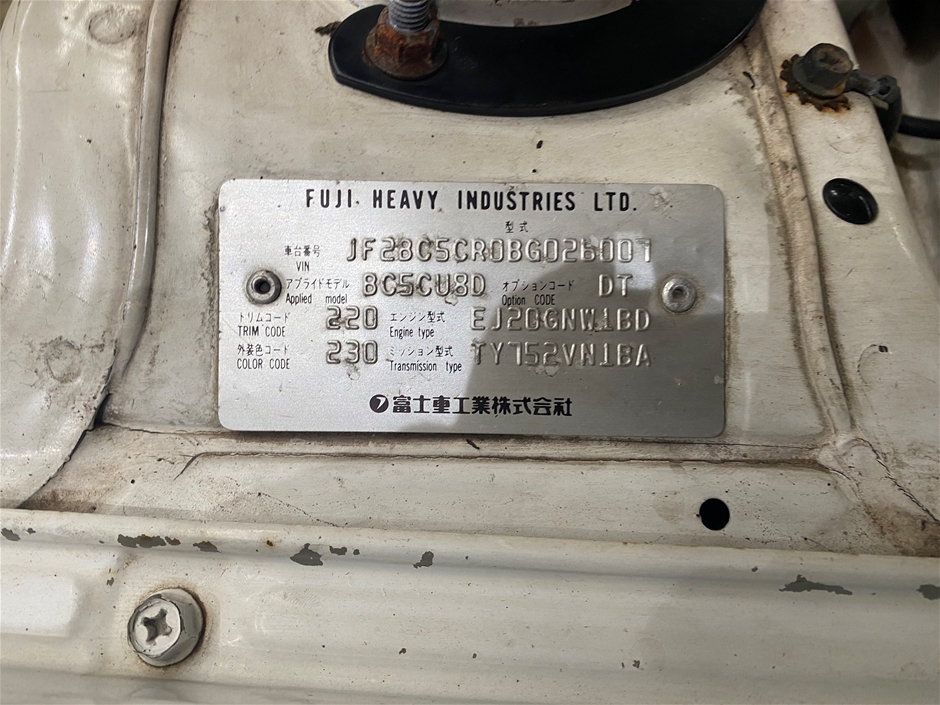 FUJI HEAVY INDUSTRIES LTD.
型式
車台番号 VIN JF2BC5CR0BG026007
アプライドモデル Applied model BC5CU8D オプションコード Option CODE DT
トリムコード TRIM CODE 220 エンジン型式 Engine type EJ20GNW1BD
外装色コード COLOR CODE 230 ミッション型式 Transmission type TY752VN1BA
富士重工業株式会社